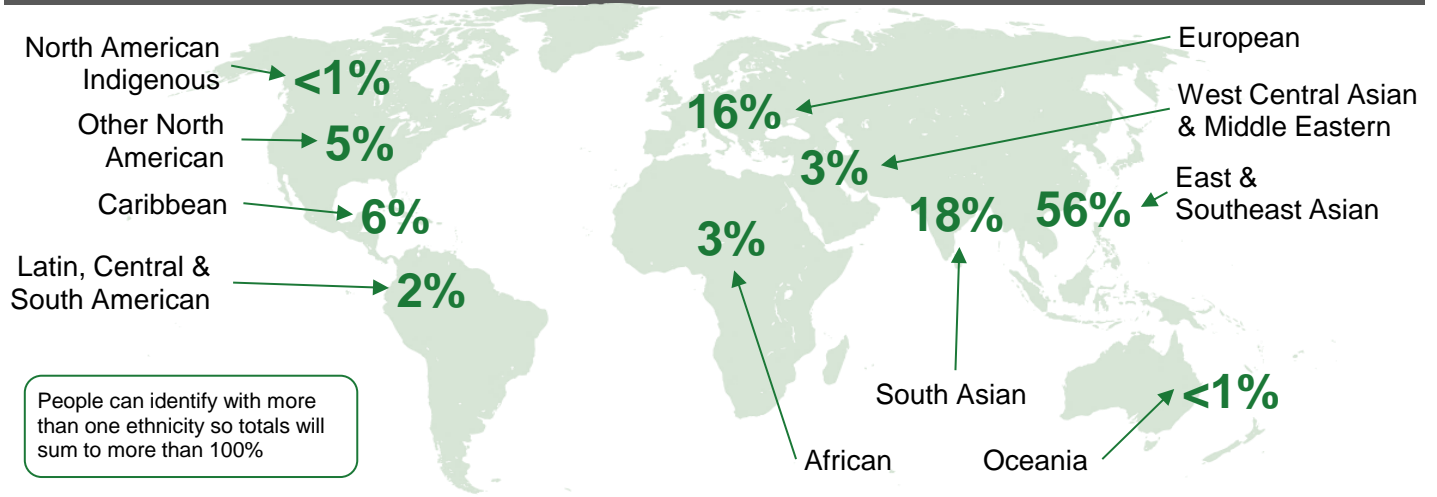 North American
Indigenous
<1%
Other North
American
5%
Caribbean
6%
Latin, Central &
South American
2%
European
16%
West Central Asian
& Middle Eastern
3%
East &
Southeast Asian
56%
18%
South Asian
3%
African
Oceania
<1%
People can identify with more
than one ethnicity so totals will
sum to more than 100%